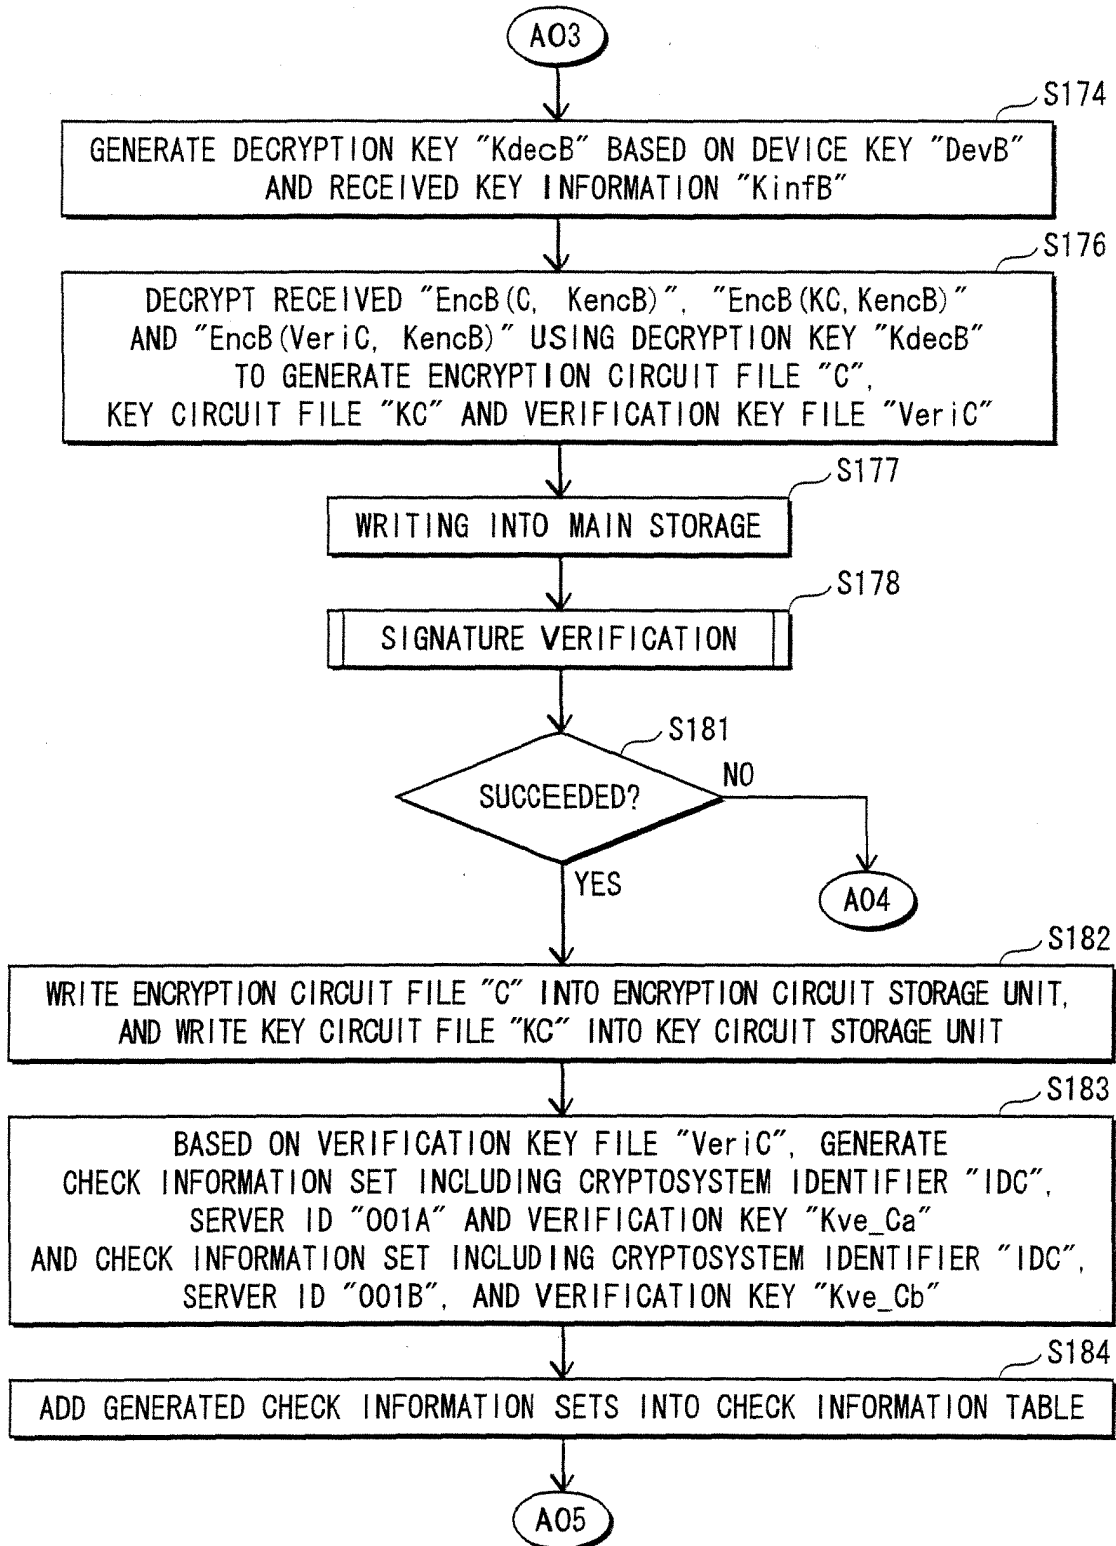 A03
S174
GENERATE DECRYPTION KEY "KdecB" BASED ON DEVICE KEY "DevB"
AND RECEIVED KEY INFORMATION "KinfB"
S176
DECRYPT RECEIVED "EncB(C, KencB)", "EncB(KC,KencB)"
AND "EncB(VeriC, KencB)" USING DECRYPTION KEY "KdecB"
TO GENERATE ENCRYPTION CIRCUIT FILE "C",
KEY CIRCUIT FILE "KC" AND VERIFICATION KEY FILE "VeriC"
S177
WRITING INTO MAIN STORAGE
S178
SIGNATURE VERIFICATION
S181
SUCCEEDED?
NO
YES
A04
S182
WRITE ENCRYPTION CIRCUIT FILE "C" INTO ENCRYPTION CIRCUIT STORAGE UNIT,
AND WRITE KEY CIRCUIT FILE "KC" INTO KEY CIRCUIT STORAGE UNIT
S183
BASED ON VERIFICATION KEY FILE "VeriC", GENERATE
CHECK INFORMATION SET INCLUDING CRYPTOSYSTEM IDENTIFIER "IDC",
SERVER ID "001A" AND VERIFICATION KEY "Kve_Ca"
AND CHECK INFORMATION SET INCLUDING CRYPTOSYSTEM IDENTIFIER "IDC",
SERVER ID "001B", AND VERIFICATION KEY "Kve_Cb"
S184
ADD GENERATED CHECK INFORMATION SETS INTO CHECK INFORMATION TABLE
A05